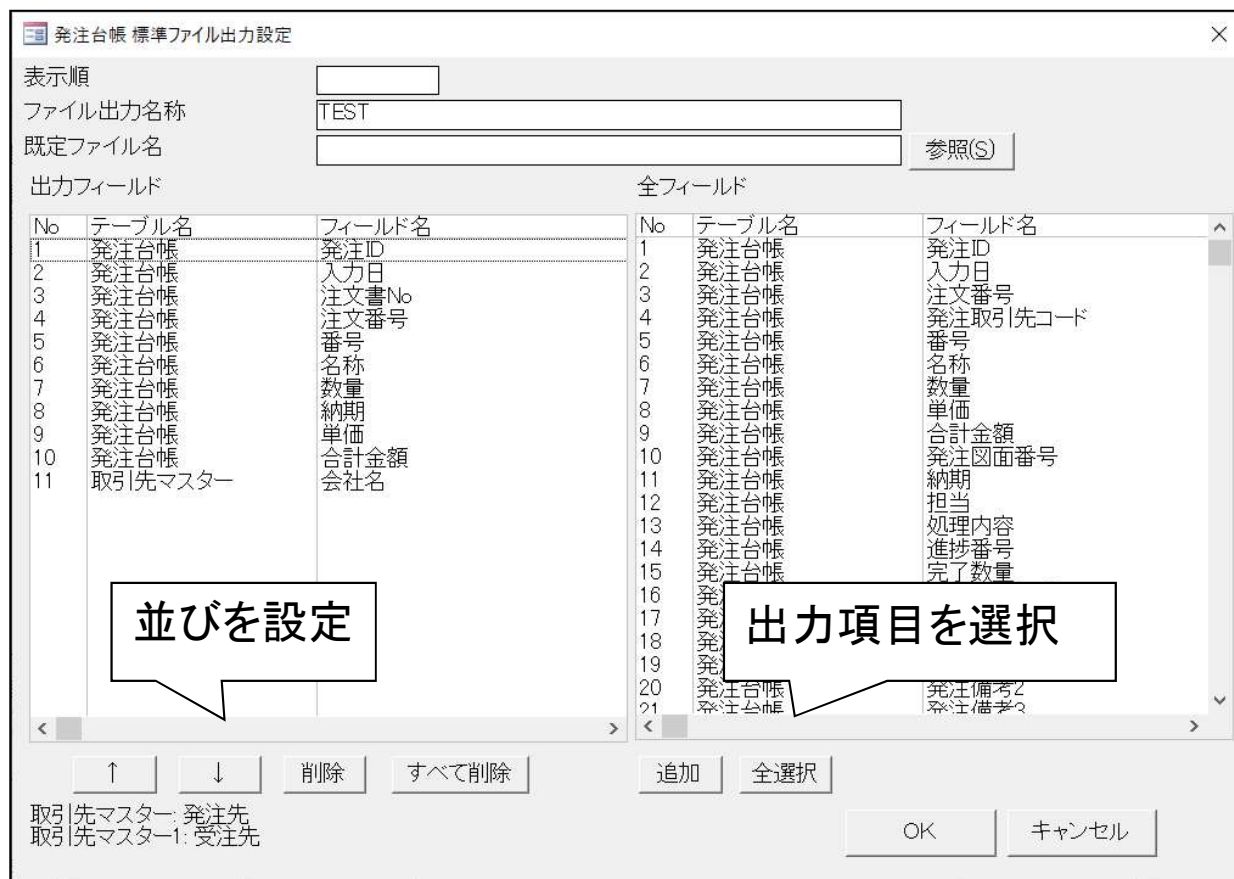 発注台帳 標準ファイル出力設定
表示順
ファイル出力名称 TEST
既定ファイル名 参照(S)
出力フィールド
No テーブル名 フィールド名
1 発注台帳 発注ID
2 発注台帳 入力日
3 発注台帳 注文書No
4 発注台帳 注文番号
5 発注台帳 番号
6 発注台帳 名称
7 発注台帳 数量
8 発注台帳 納期
9 発注台帳 単価
10 発注台帳 合計金額
11 取引先マスター 会社名
並びを設定
↑ ↓ 削除 すべて削除
全フィールド
No テーブル名 フィールド名
1 発注台帳 発注ID
2 発注台帳 入力日
3 発注台帳 注文番号
4 発注台帳 発注取引先コード
5 発注台帳 番号
6 発注台帳 名称
7 発注台帳 数量
8 発注台帳 単価
9 発注台帳 合計金額
10 発注台帳 発注図面番号
11 発注台帳 納期
12 発注台帳 担当
13 発注台帳 処理内容
14 発注台帳 進捗番号
15 発注台帳 完了数量
16 発
17 発
18 発
19 発
20 発注台帳 発注備考2
21 発注台帳 発注備考3
出力項目を選択
追加 全選択
取引先マスター: 発注先
取引先マスター1: 受注先
OK キャンセル